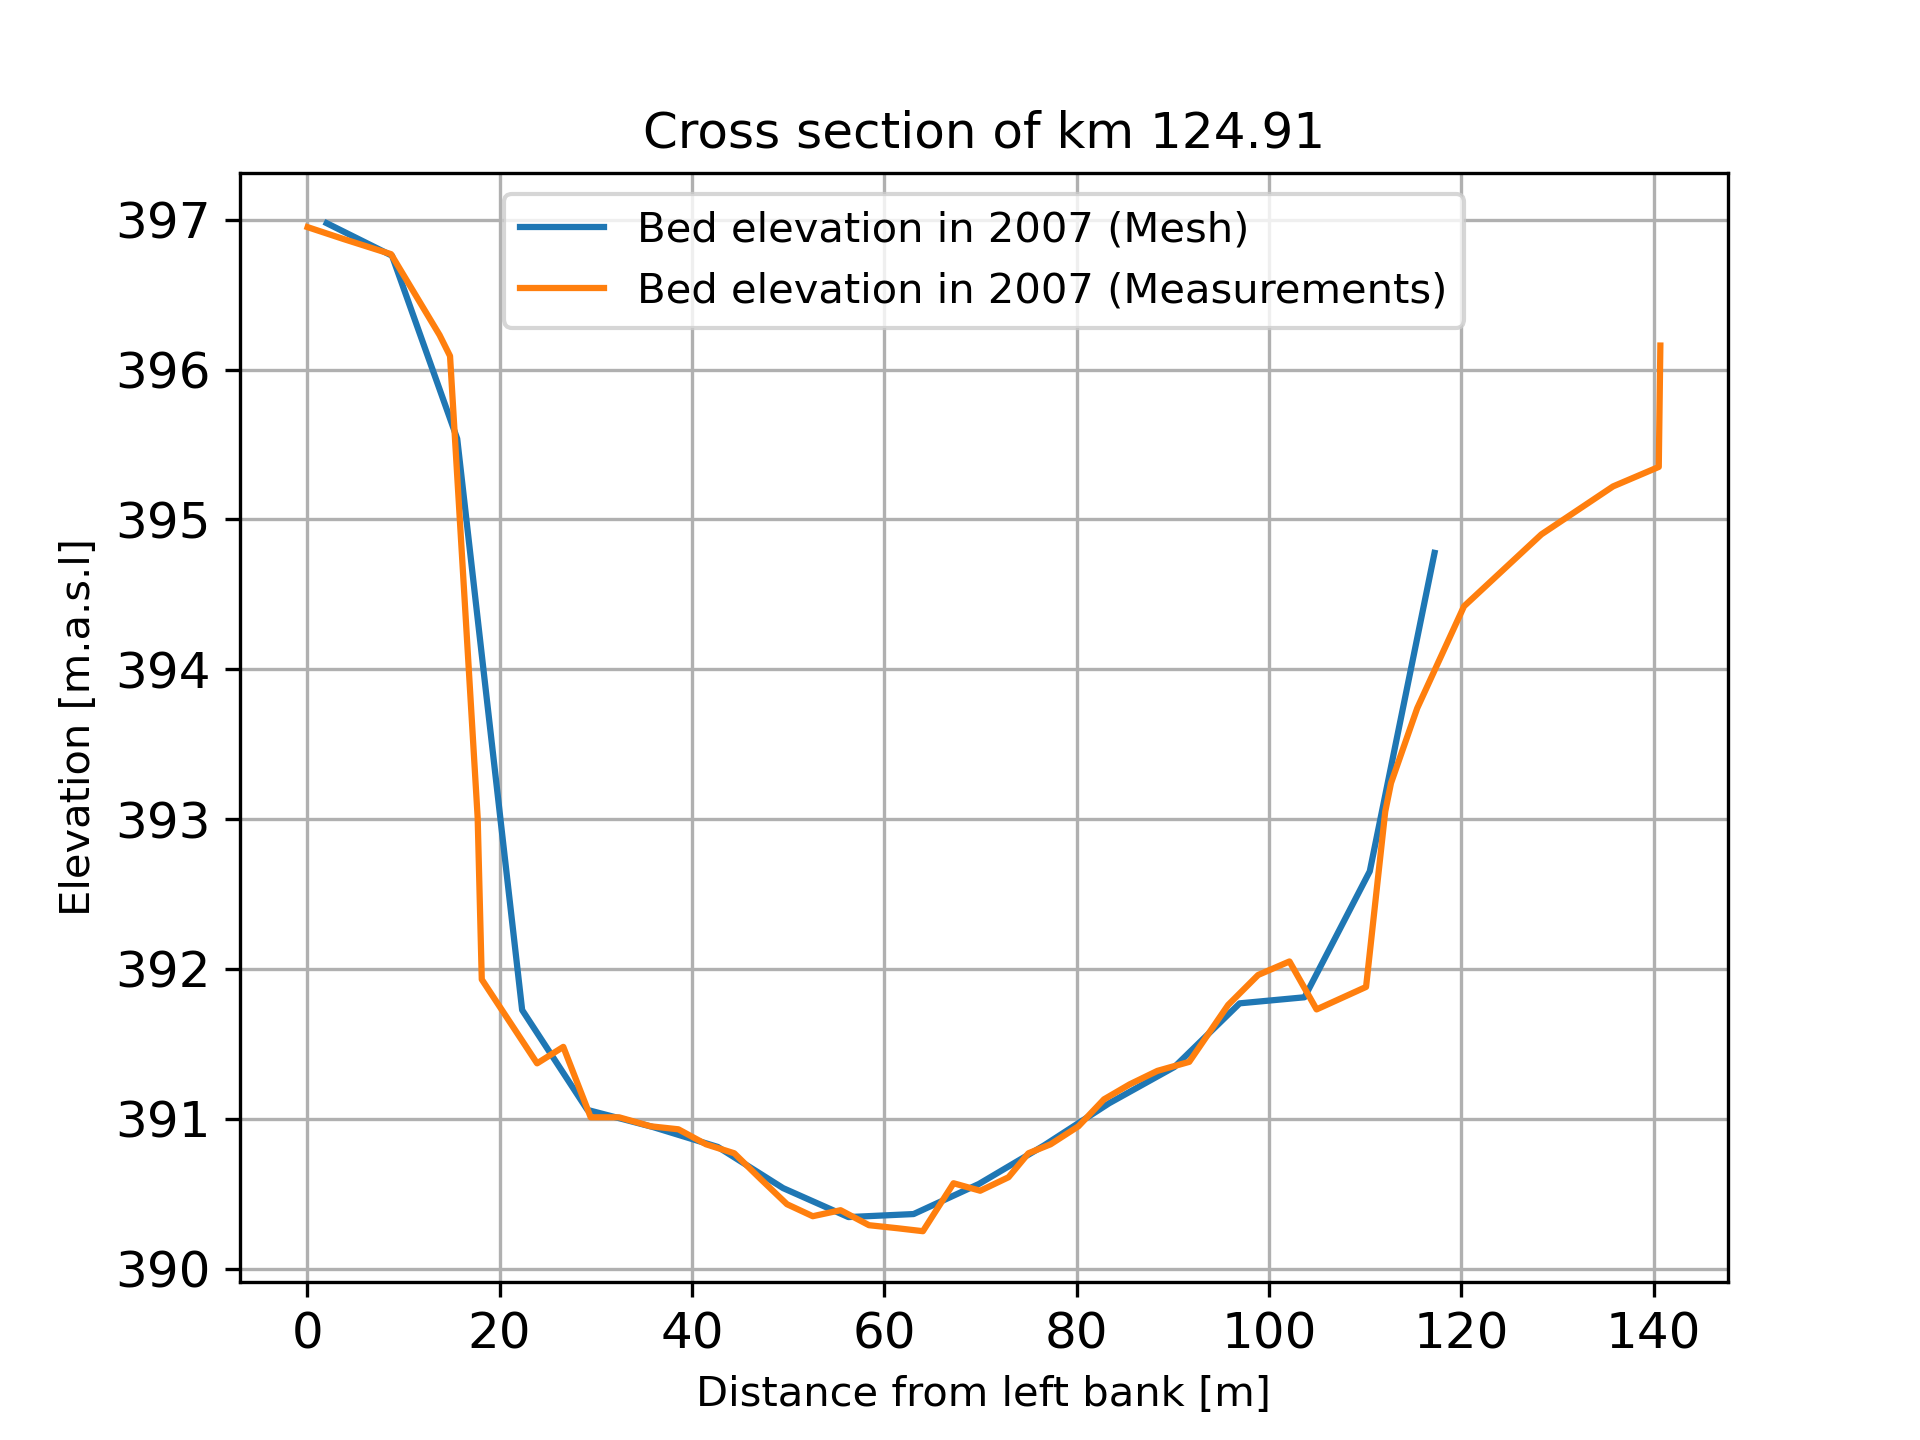 Cross section of km 124.91
Bed elevation in 2007 (Mesh)
Bed elevation in 2007 (Measurements)
397
396
395
394
393
392
391
390
Elevation [m.a.s.l]
0 20 40 60 80 100 120 140
Distance from left bank [m]